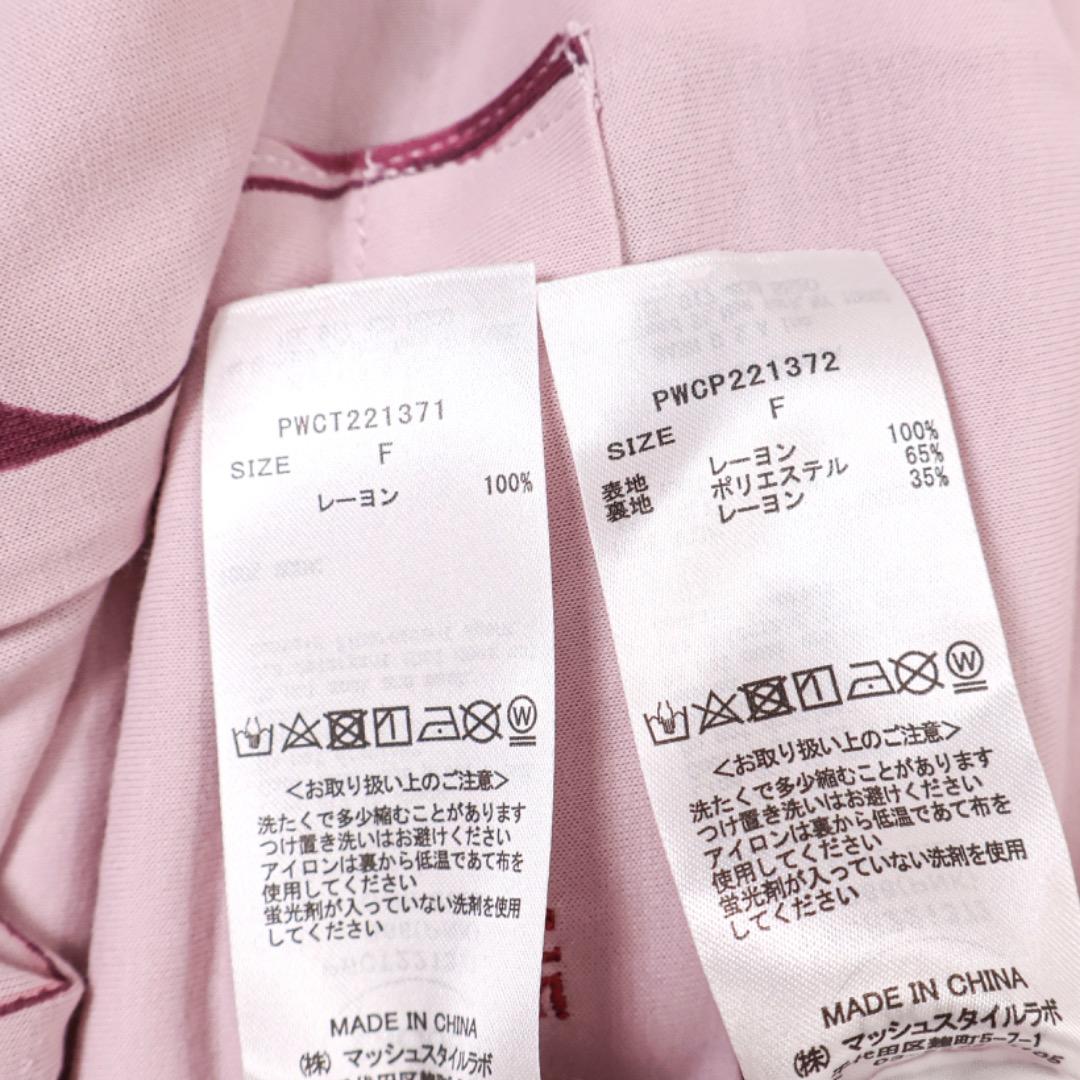 PWCT221371
SIZE F
レーヨン 100%
<お取り扱い上のご注意>
洗たくで多少縮むことがあります
つけ置き洗いはお避けください
アイロンは裏から低温であて布を
使用してください
蛍光剤が入っていない洗剤を使用
してください
MADE IN CHINA
(株) マッシュスタイルラボ
PWCP221372
SIZE F
表地 レーヨン 100%
裏地 ポリエステル 65%
レーヨン 35%
W
W
<お取り扱い上のご注意>
洗たくで多少縮むことがあります
つけ置き洗いはお避けください
アイロンは裏から低温であて布を
使用してください
蛍光剤が入っていない洗剤を使用
してください
MADE IN CHINA
(株) マッシュスタイルラボ
代田区麹町5-7-1